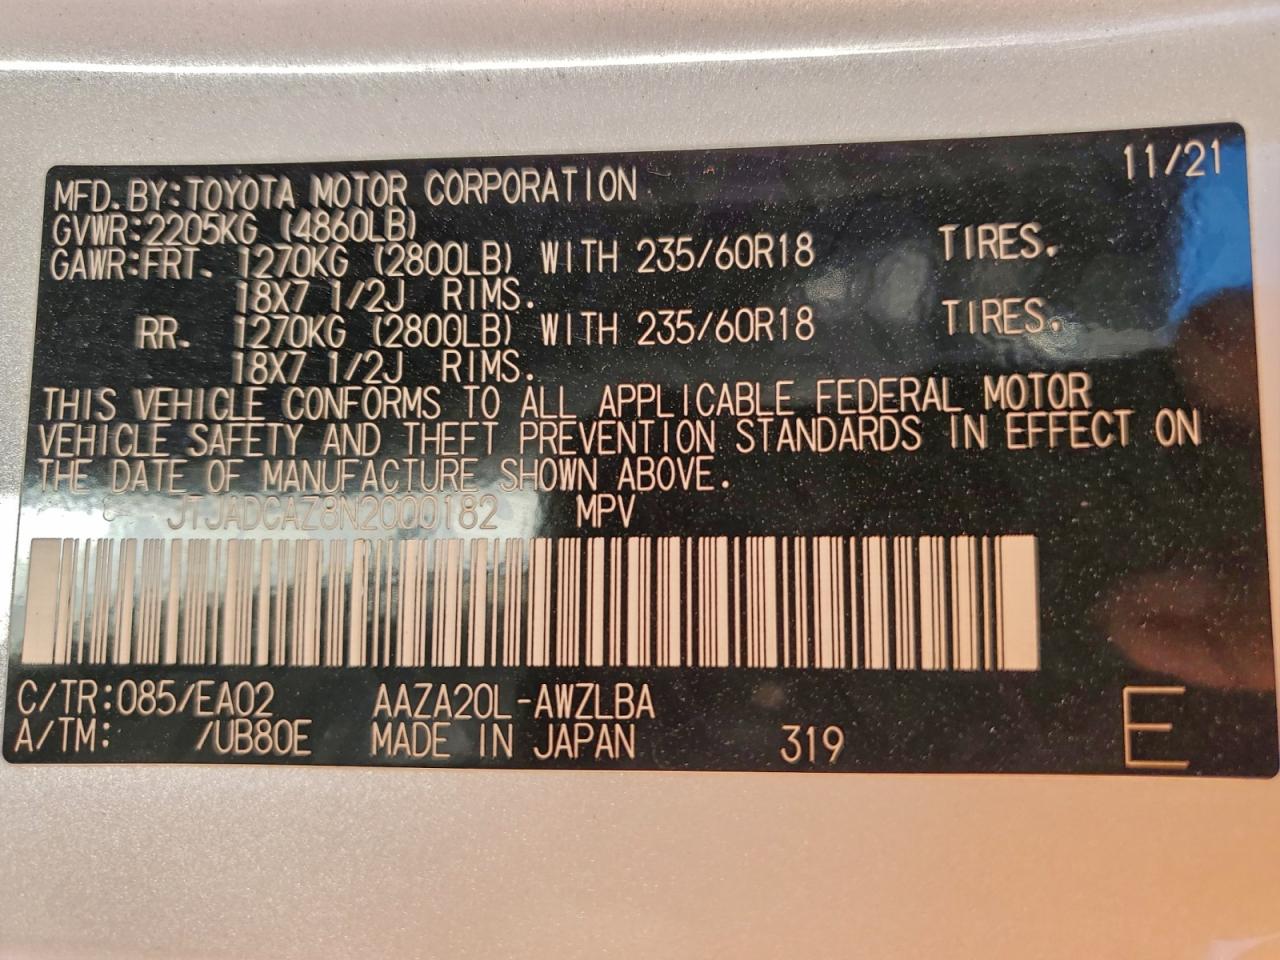 11/21
MFD. BY:TOYOTA MOTOR CORPORATION
GVWR:2205KG (4860LB)
GAWR:FRT. 1270KG (2800LB) WITH 235/60R18 TIRES.
18X7 1/2J RIMS.
RR. 1270KG (2800LB) WITH 235/60R18 TIRES.
18X7 1/2J RIMS.
THIS VEHICLE CONFORMS TO ALL APPLICABLE FEDERAL MOTOR
VEHICLE SAFETY AND THEFT PREVENTION STANDARDS IN EFFECT ON
THE DATE OF MANUFACTURE SHOWN ABOVE.
JTJADCAZ8N2000182 MPV
C/TR:085/EA02 AAZA20L-AWZLBA
A/TM: /UB80E MADE IN JAPAN 319 E